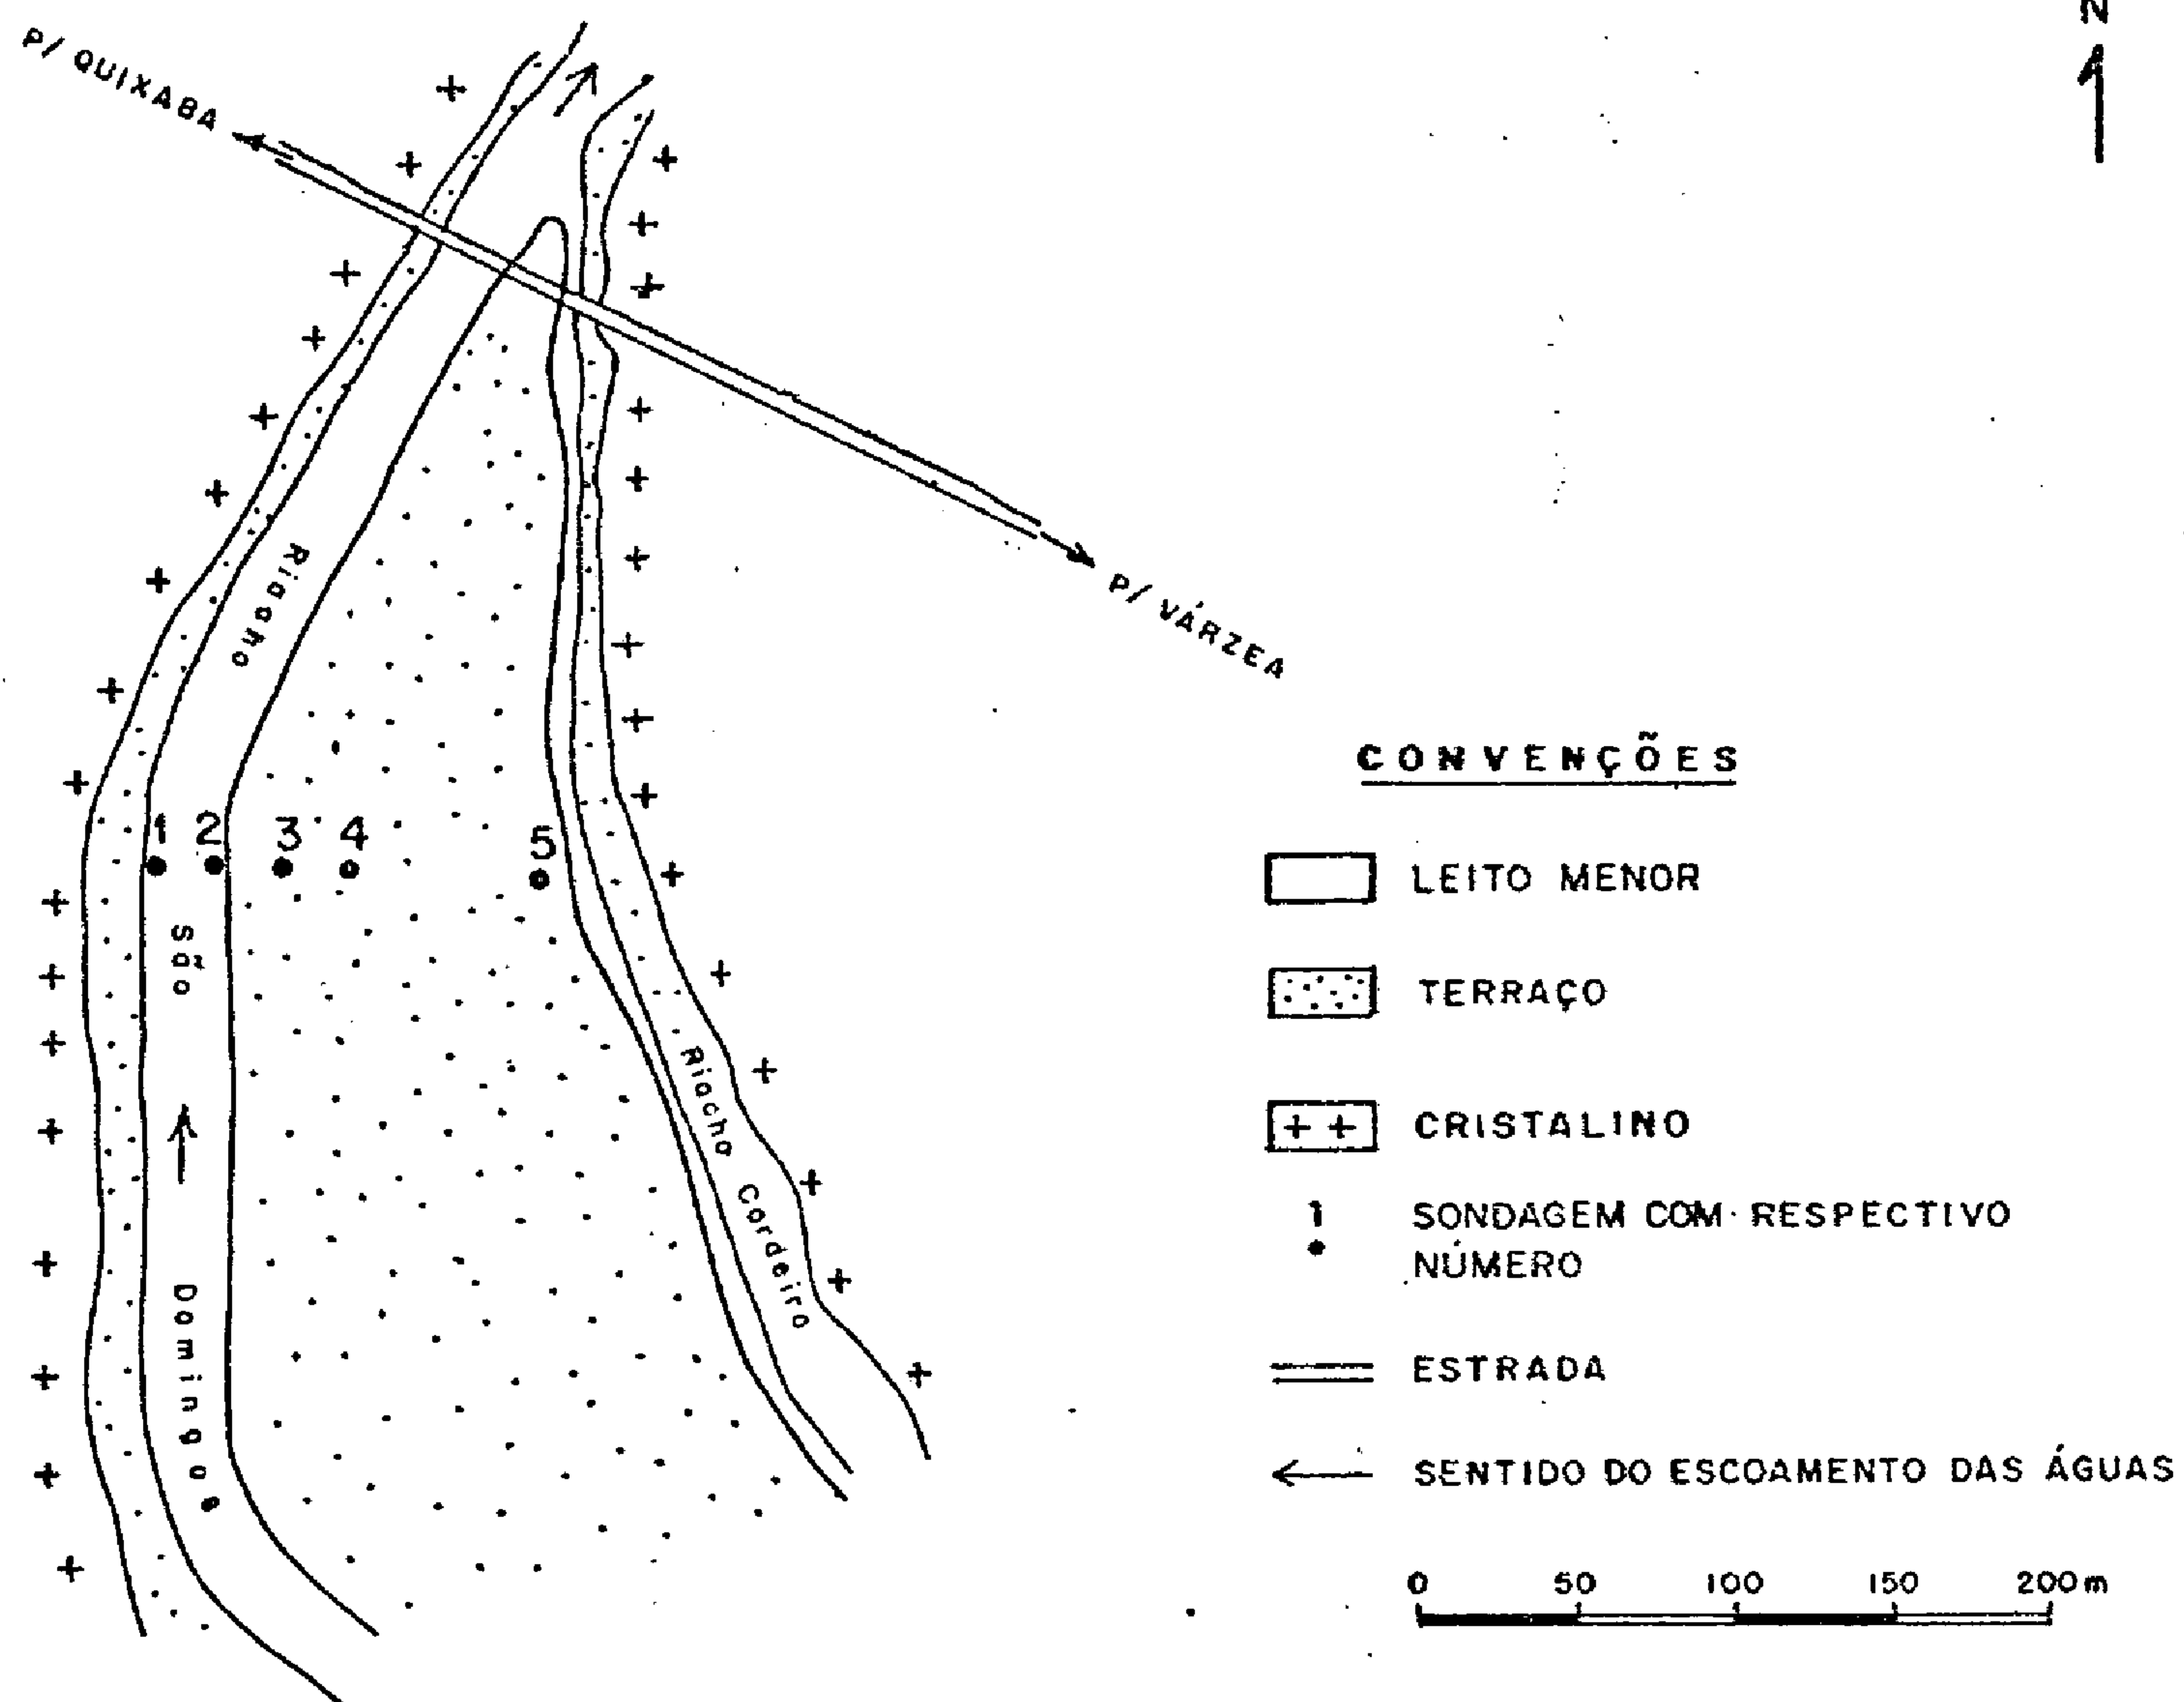 N
P/ QUIXABA
P/ VÁRZEA
Riacho
São
Domingos
1
2
3
4
5
Riacho Cordeiro
CONVENÇÕES
LEITO MENOR
TERRAÇO
++ CRISTALINO
1 SONDAGEM COM RESPECTIVO
NÚMERO
ESTRADA
SENTIDO DO ESCOAMENTO DAS ÁGUAS
0 50 100 150 200m